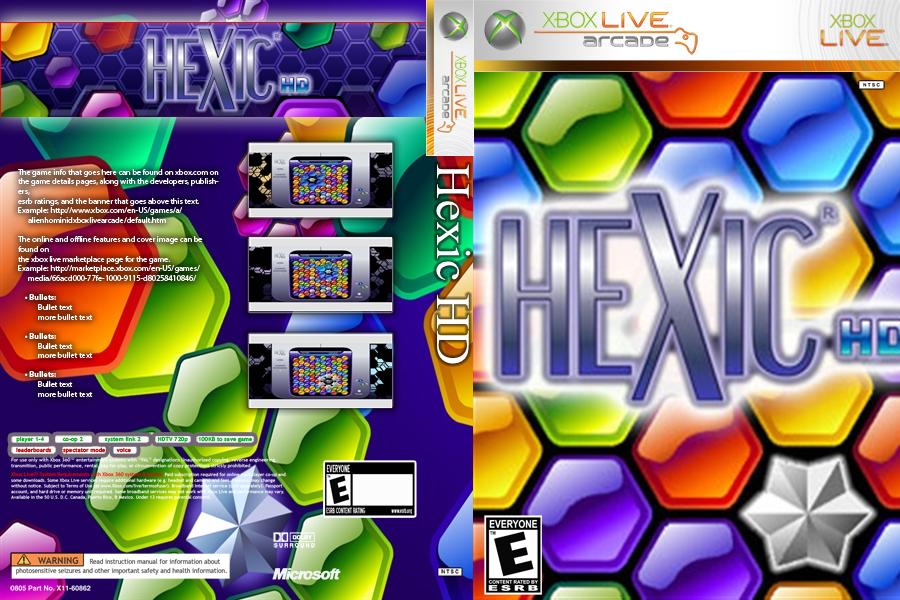 HEXIC®
HD
The game info that goes here can be found on xbox.com on
the game details pages, along with the developers, publish-
ers,
esrb ratings, and the banner that goes above this text.
Example: http://www.xbox.com/en-US/games/a/
alienhominidxboxlivearcade/default.htm
The online and offline features and cover image can be
found on
the xbox live marketplace page for the game.
Example: http://marketplace.xbox.com/en-US/games/
media/66acd000-77fe-1000-9115-d80258410846/
• Bullets:
Bullet text
more bullet text
• Bullets:
Bullet text
more bullet text
• Bullets:
Bullet text
more bullet text
player 1-4 co-op 2 system link 2 HDTV 720p 100KB to save game
leaderboards spectator mode voice
EVERYONE
E
ESRB CONTENT RATING www.esrb.org
DOLBY
SURROUND
WARNING Read instruction manual for information about
photosensitive seizures and other important safety and health information.
Microsoft
0805 Part No. X11-60862
XBOX LIVE
arcade
Hexic HD
NTSC
XBOX LIVE
arcade
XBOX
LIVE
NTSC
HEXIC®
HD
EVERYONE
E
CONTENT RATED BY
ESRB